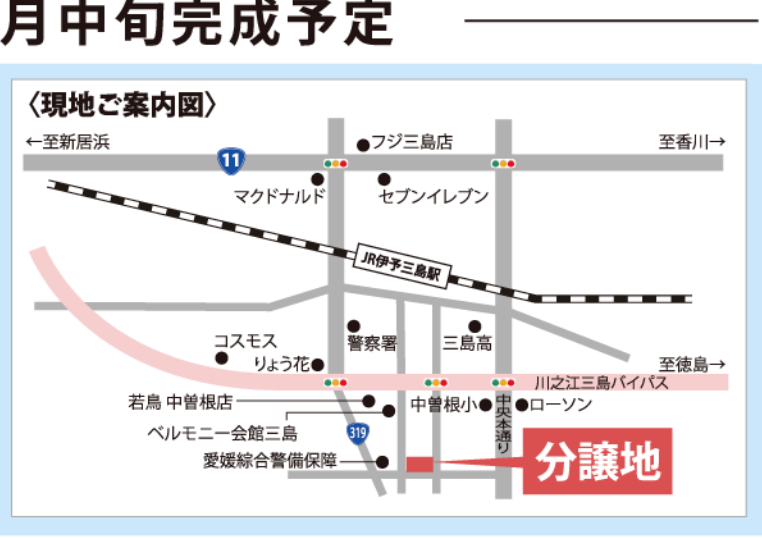 月中旬完成予定
〈現地ご案内図〉
←至新居浜
フジ三島店
至香川→
11
マクドナルド
セブンイレブン
JR伊予三島駅
コスモス
警察署
三島高
りょう花
至徳島→
川之江三島バイパス
若鳥 中曽根店
中曽根小
中央本通り
ローソン
ベルモニー会館三島
319
愛媛綜合警備保障
分譲地